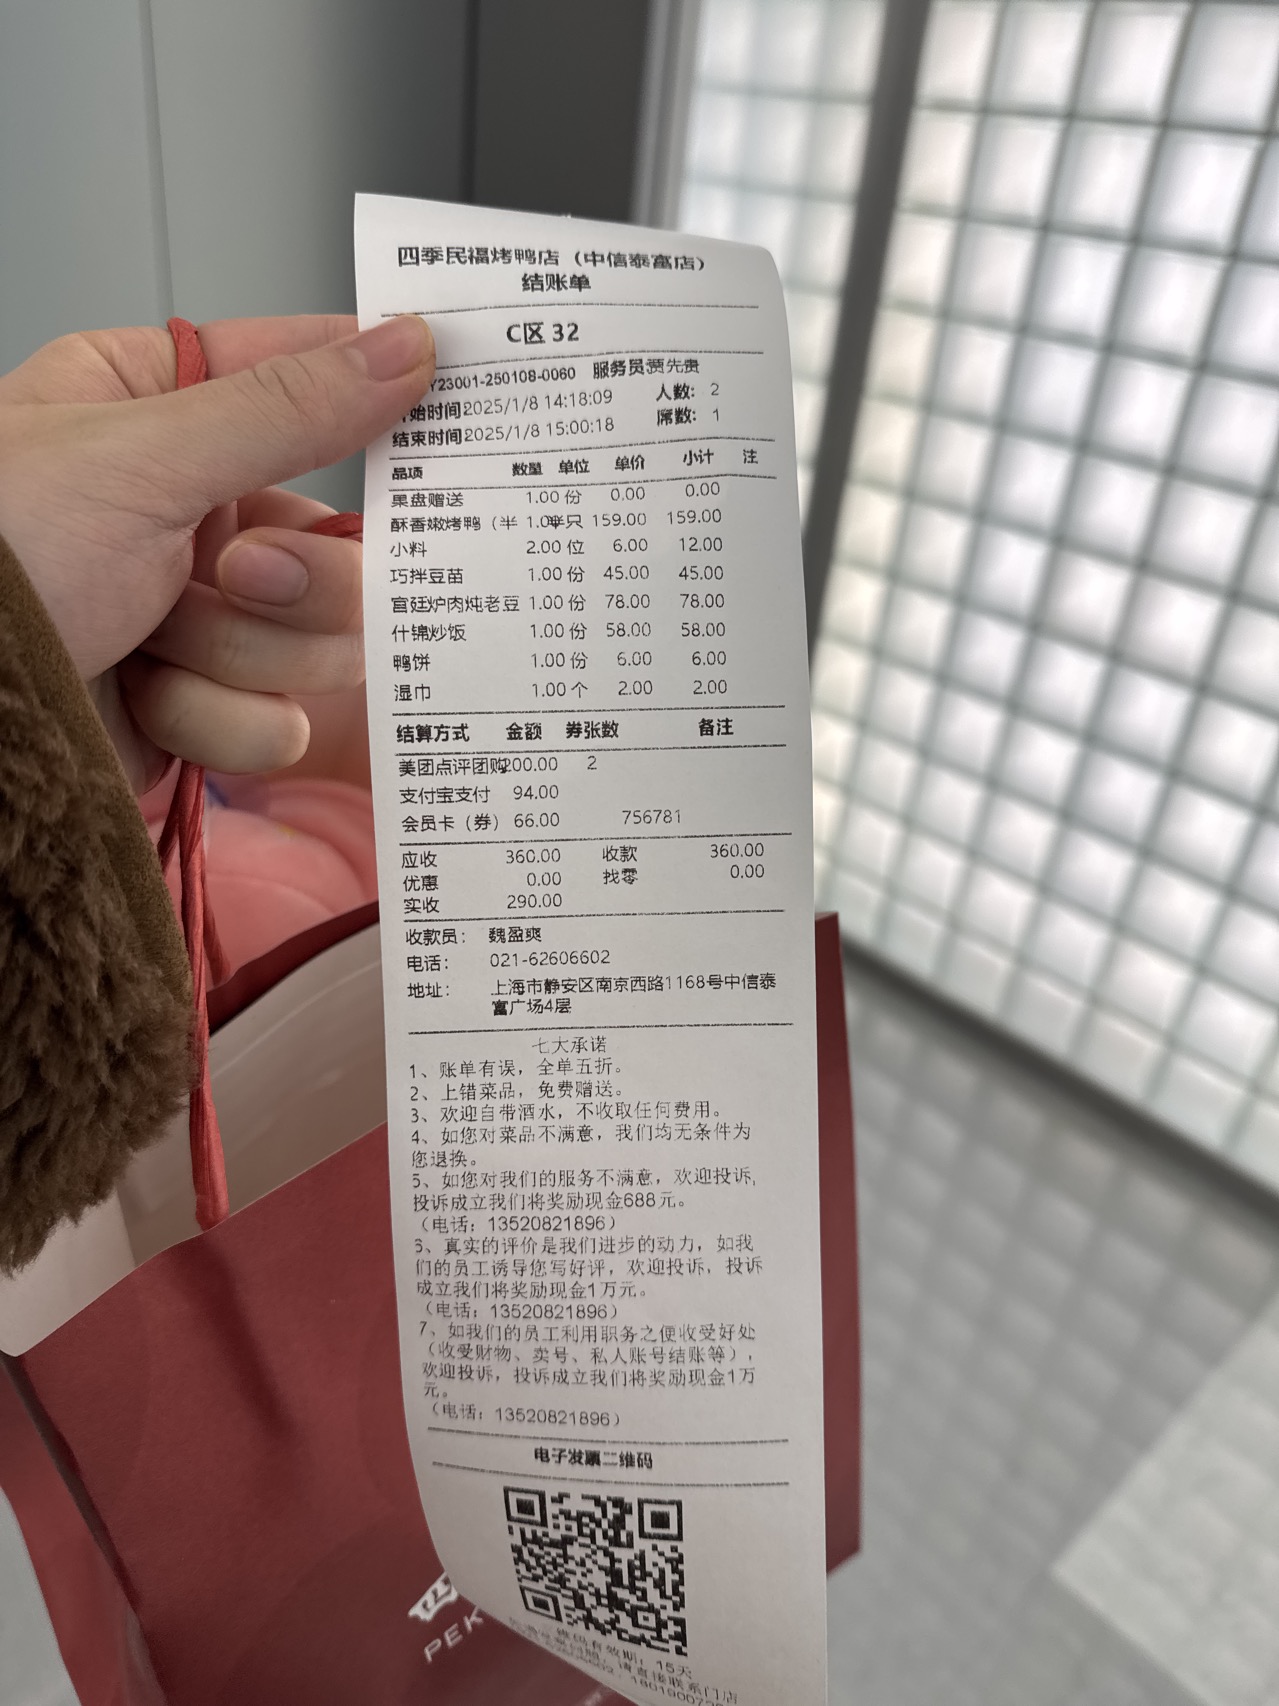 四季民福烤鸭店（中信泰富店）
结账单
C区 32
Y23001-250108-0060 服务员:贾先贵
开始时间2025/1/8 14:18:09 人数： 2
结束时间2025/1/8 15:00:18 席数： 1
品项 数量 单位 单价 小计 注
果盘赠送 1.00 份 0.00 0.00
酥香嫩烤鸭（半 1.00半只 159.00 159.00
小料 2.00 位 6.00 12.00
巧拌豆苗 1.00 份 45.00 45.00
宫廷炉肉炖老豆 1.00 份 78.00 78.00
什锦炒饭 1.00 份 58.00 58.00
鸭饼 1.00 份 6.00 6.00
湿巾 1.00 个 2.00 2.00
结算方式 金额 券张数 备注
美团点评团购200.00 2
支付宝支付 94.00
会员卡（券） 66.00 756781
应收 360.00 收款 360.00
优惠 0.00 找零 0.00
实收 290.00
收款员： 魏盈爽
电话： 021-62606602
地址： 上海市静安区南京西路1168号中信泰
富广场4层
七大承诺
1、账单有误，全单五折。
2、上错菜品，免费赠送。
3、欢迎自带酒水，不收取任何费用。
4、如您对菜品不满意，我们均无条件为
您退换。
5、如您对我们的服务不满意，欢迎投诉,
投诉成立我们将奖励现金688元。
（电话：13520821896）
6、真实的评价是我们进步的动力，如我
们的员工诱导您写好评，欢迎投诉，投诉
成立我们将奖励现金1万元。
（电话：13520821896）
7、如我们的员工利用职务之便收受好处
（收受财物、卖号、私人账号结账等），
欢迎投诉，投诉成立我们将奖励现金1万
元。
（电话：13520821896）
电子发票二维码
维码有效期：15天
请直接联系门店
PEK